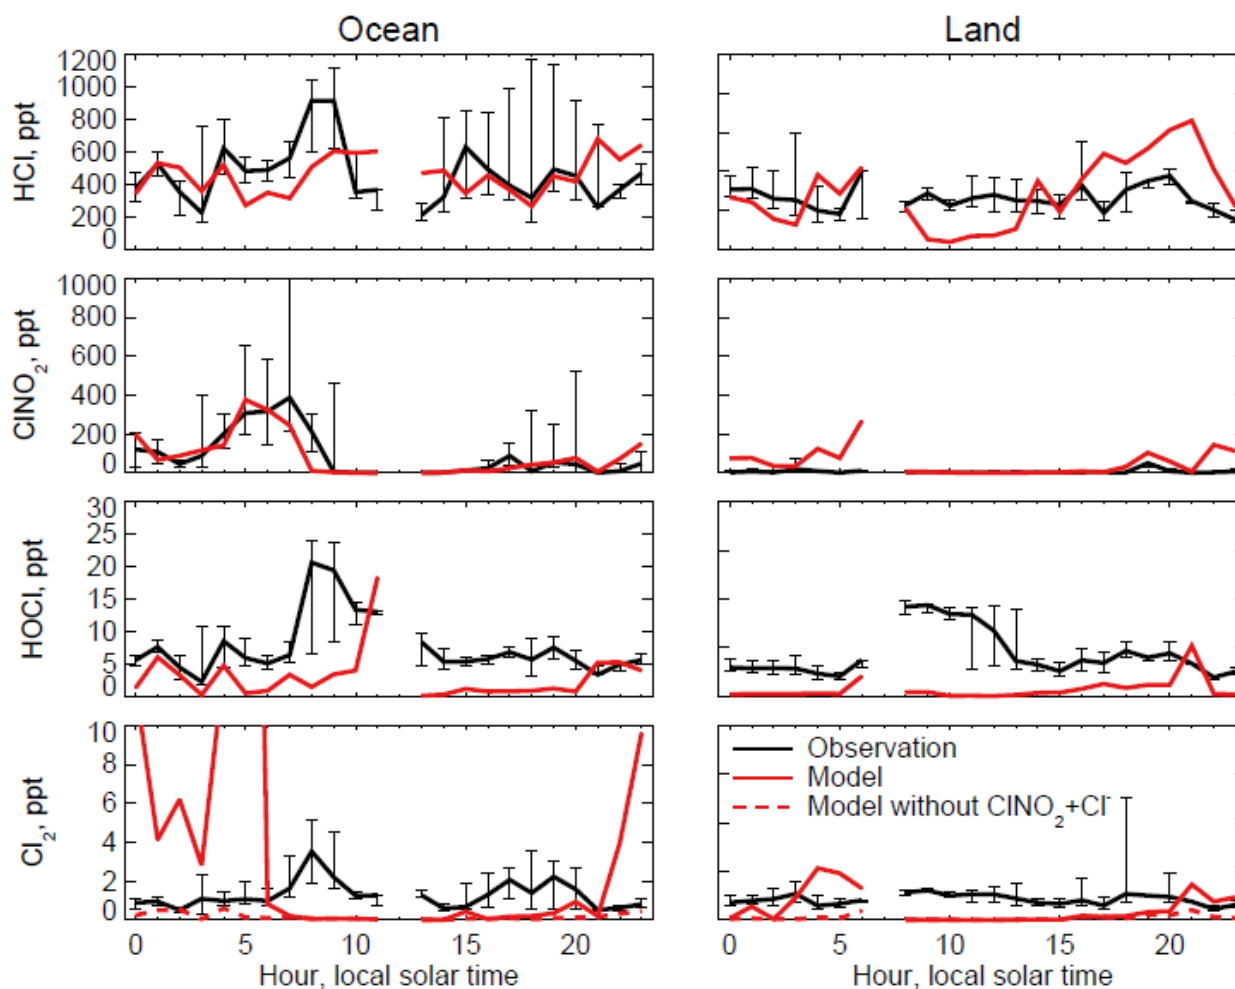 Ocean
Land
HCl, ppt
1200
1000
800
600
400
200
0
ClNO2, ppt
1000
800
600
400
200
0
HOCl, ppt
30
25
20
15
10
5
0
Cl2, ppt
10
8
6
4
2
0
Observation
Model
Model without ClNO2+Cl-
0 5 10 15 20
0 5 10 15 20
Hour, local solar time
Hour, local solar time